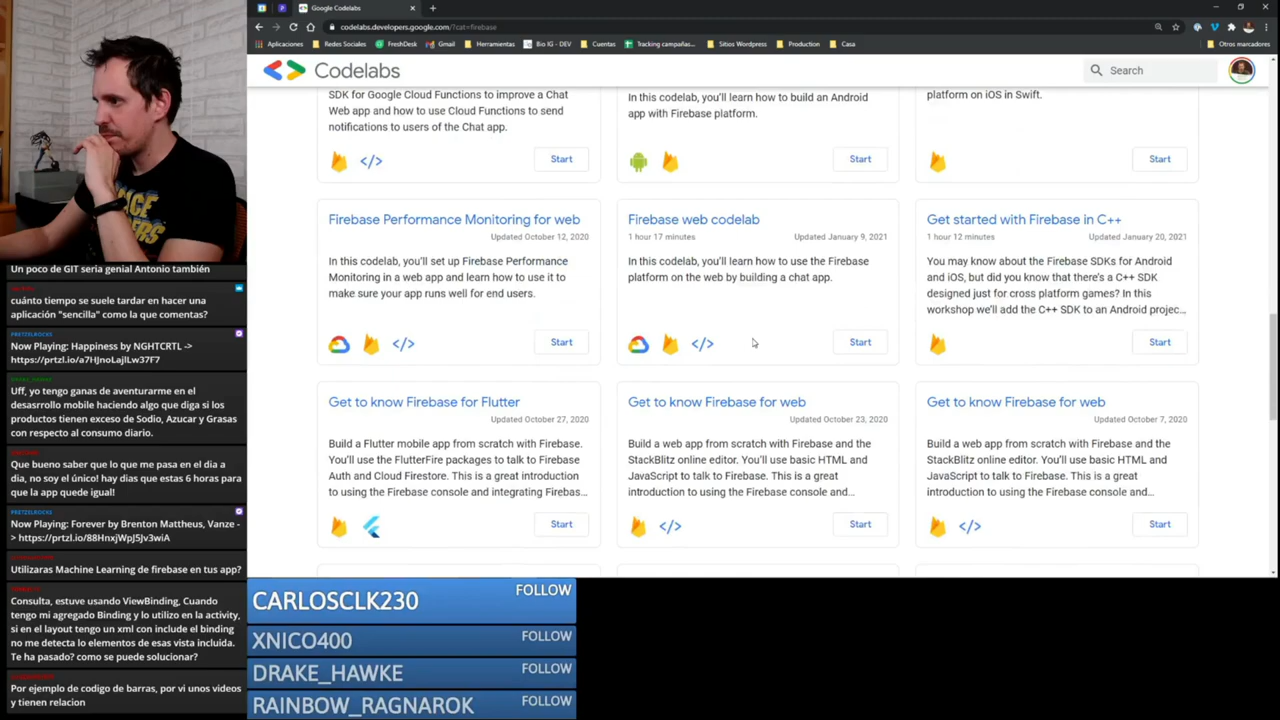 Google Codelabs
codelabs.developers.google.com/?cat=firebase
Aplicaciones
Redes Sociales
FreshDesk
Gmail
Herramientas
Bio IG - DEV
Cuentas
Tracking campañas...
Sitios Wordpress
Production
Casa
Otros marcadores
Codelabs
Search
SDK for Google Cloud Functions to improve a Chat
Web app and how to use Cloud Functions to send
notifications to users of the Chat app.
Start
In this codelab, you'll learn how to build an Android
app with Firebase platform.
Start
platform on iOS in Swift.
Start
Firebase Performance Monitoring for web
Updated October 12, 2020
In this codelab, you'll set up Firebase Performance
Monitoring in a web app and learn how to use it to
make sure your app runs well for end users.
Start
Firebase web codelab
1 hour 17 minutes
Updated January 9, 2021
In this codelab, you'll learn how to use the Firebase
platform on the web by building a chat app.
Start
Get started with Firebase in C++
1 hour 12 minutes
Updated January 20, 2021
You may know about the Firebase SDKs for Android
and iOS, but did you know that there's a C++ SDK
designed just for cross platform games? In this
workshop we'll add the C++ SDK to an Android projec...
Start
Get to know Firebase for Flutter
Updated October 27, 2020
Build a Flutter mobile app from scratch with Firebase.
You'll use the FlutterFire packages to talk to Firebase
Auth and Cloud Firestore. This is a great introduction
to using the Firebase console and integrating Firebas...
Start
Get to know Firebase for web
Updated October 23, 2020
Build a web app from scratch with Firebase and the
StackBlitz online editor. You'll use basic HTML and
JavaScript to talk to Firebase. This is a great
introduction to using the Firebase console and...
Start
Get to know Firebase for web
Updated October 7, 2020
Build a web app from scratch with Firebase and the
StackBlitz online editor. You'll use basic HTML and
JavaScript to talk to Firebase. This is a great
introduction to using the Firebase console and...
Start
Un poco de GIT seria genial Antonio también
cuánto tiempo se suele tardar en hacer una
aplicación "sencilla" como la que comentas?
PRETZELROCKS
Now Playing: Happiness by NGHTCRTL ->
https://prtzl.io/a7HJnoLajlLw37F7
Uff, yo tengo ganas de aventurarme en el
desasrrollo mobile haciendo algo que diga si los
productos tienen exceso de Sodio, Azucar y Grasas
con respecto al consumo diario.
Que bueno saber que lo que me pasa en el dia a
dia, no soy el único! hay dias que estas 6 horas para
que la app quede igual!
PRETZELROCKS
Now Playing: Forever by Brenton Mattheus, Vanze -
> https://prtzl.io/88HnxjWpJ5Jv3wiA
Utilizaras Machine Learning de firebase en tus app?
Consulta, estuve usando ViewBinding, Cuando
tengo mi agregado Binding y lo utilizo en la activity,
si en el layout tengo un xml con include el binding
no me detecta lo elementos de esas vista incluida.
Te ha pasado? como se puede solucionar?
Por ejemplo de codigo de barras, por vi unos videos
y tienen relacion
CARLOSCLK230
FOLLOW
XNICO400
FOLLOW
DRAKE_HAWKE
FOLLOW
RAINBOW_RAGNAROK
FOLLOW